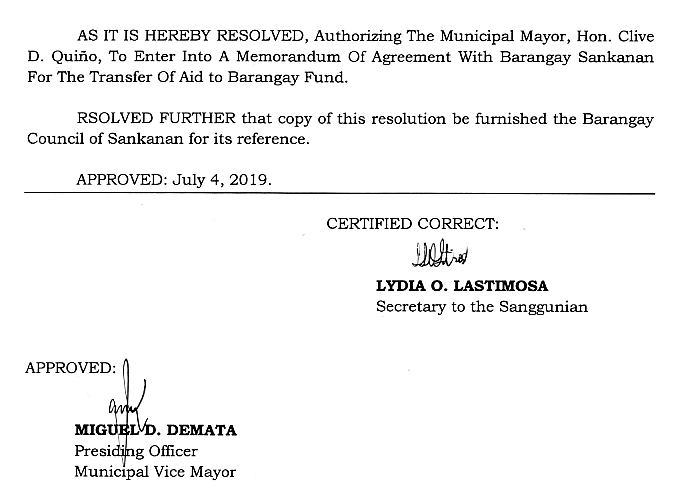 AS IT IS HEREBY RESOLVED, Authorizing The Municipal Mayor, Hon. Clive
D. Quiño, To Enter Into A Memorandum Of Agreement With Barangay Sankanan
For The Transfer Of Aid to Barangay Fund.
RSOLVED FURTHER that copy of this resolution be furnished the Barangay
Council of Sankanan for its reference.
APPROVED: July 4, 2019.
CERTIFIED CORRECT:
LYDIA O. LASTIMOSA
Secretary to the Sanggunian
APPROVED:
MIGUEL D. DEMATA
Presiding Officer
Municipal Vice Mayor